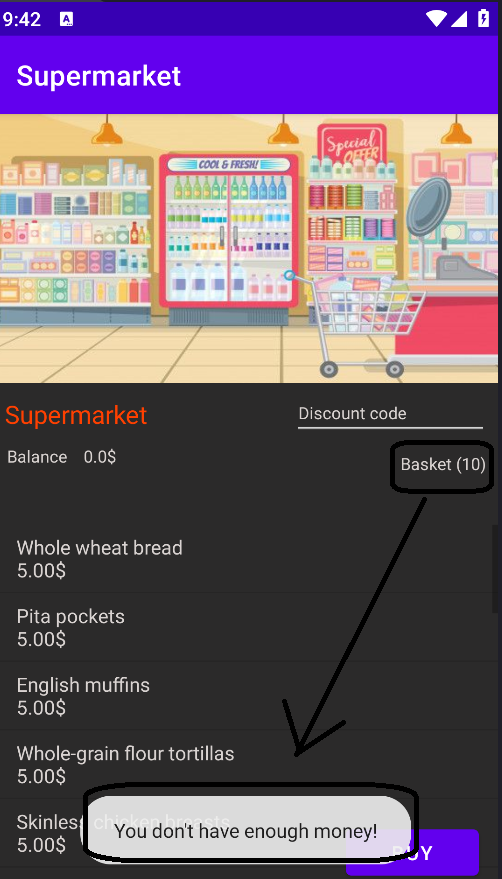 9:42 A
Supermarket
COOL & FRESH!
Special
OFFER
Supermarket
Discount code
Balance 0.0$
Basket (10)
Whole wheat bread
5.00$
Pita pockets
5.00$
English muffins
5.00$
Whole-grain flour tortillas
5.00$
Skinless chicken breasts
5.00$
You don't have enough money!
BUY